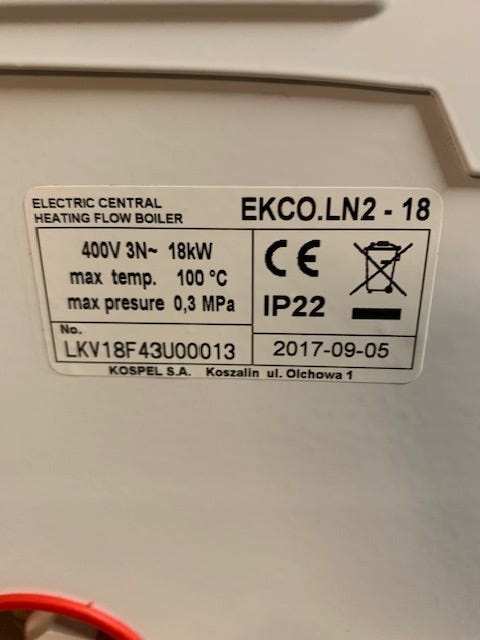 ELECTRIC CENTRAL
HEATING FLOW BOILER
EKCO.LN2 - 18
400V 3N~ 18kW
max temp. 100 °C
max presure 0,3 MPa
CE
IP22
No.
LKV18F43U00013
2017-09-05
KOSPEL S.A. Koszalin ul. Olchowa 1